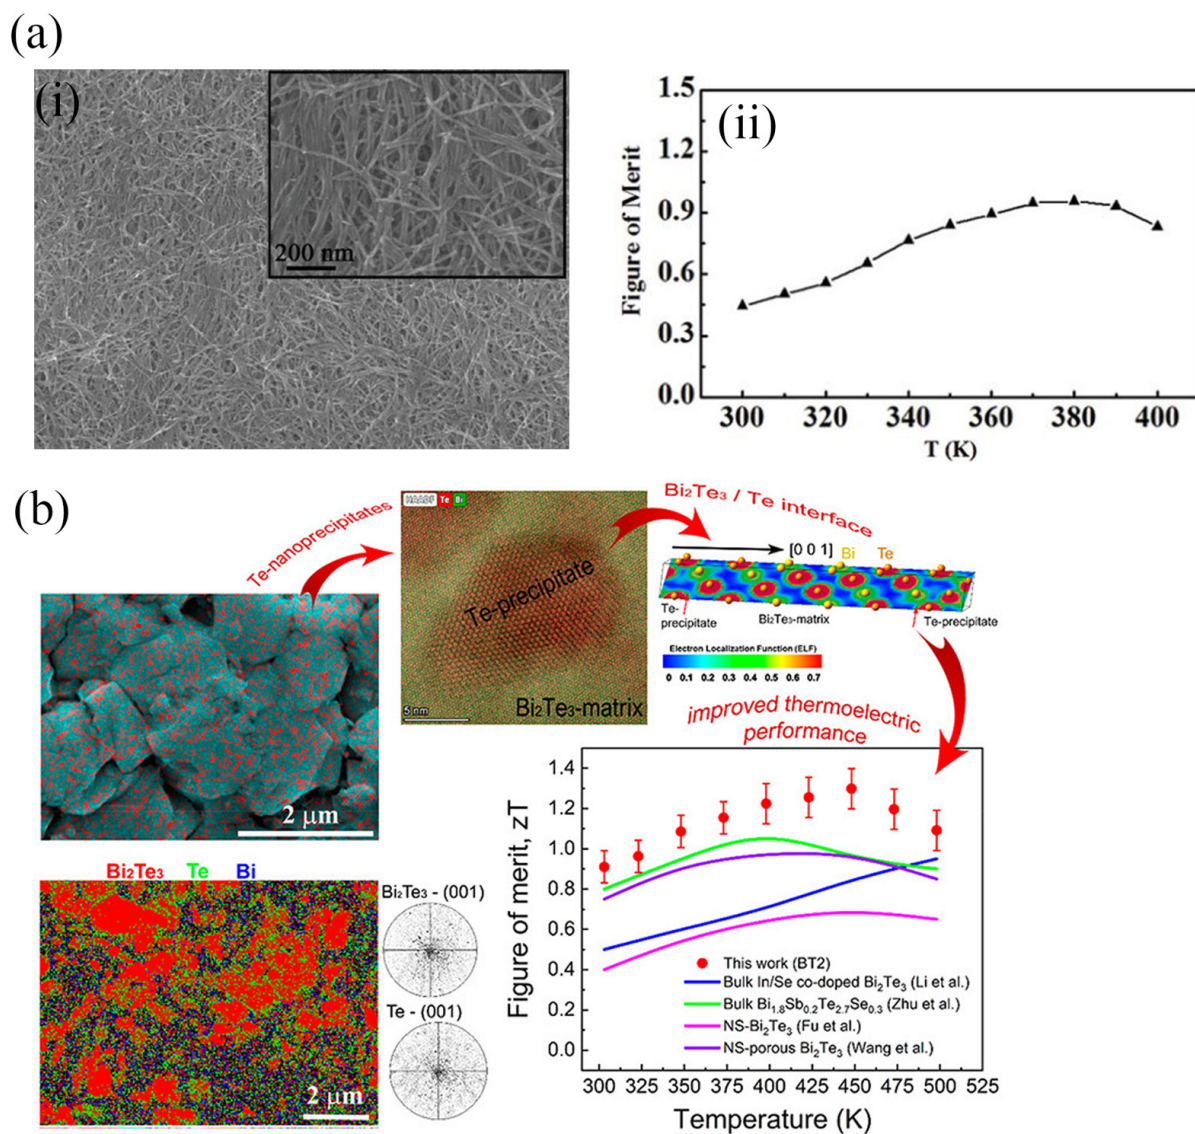 (a)
(i)
200 nm
(ii)
Figure of Merit
1.5
1.2
0.9
0.6
0.3
0.0
300
320
340
360
380
400
T (K)
(b)
Te-nanoprecipitates
HAADF Te Bi
Te-precipitate
5 nm
Bi₂Te₃-matrix
Bi₂Te₃ / Te interface
[0 0 1] Bi Te
Te-
precipitate
Bi₂Te₃-matrix
Te-precipitate
Electron Localization Function (ELF)
0 0.1 0.2 0.3 0.4 0.5 0.6 0.7
improved thermoelectric
performance
2 μm
Bi₂Te₃ Te Bi
2 μm
Bi₂Te₃ - (001)
Te - (001)
Figure of merit, zT
1.4
1.2
1.0
0.8
0.6
0.4
0.2
0.0
This work (BT2)
Bulk In/Se co-doped Bi₂Te₃ (Li et al.)
Bulk Bi₁.₈Sb₀.₂Te₂.₇Se₀.₃ (Zhu et al.)
NS-Bi₂Te₃ (Fu et al.)
NS-porous Bi₂Te₃ (Wang et al.)
300 325 350 375 400 425 450 475 500 525
Temperature (K)